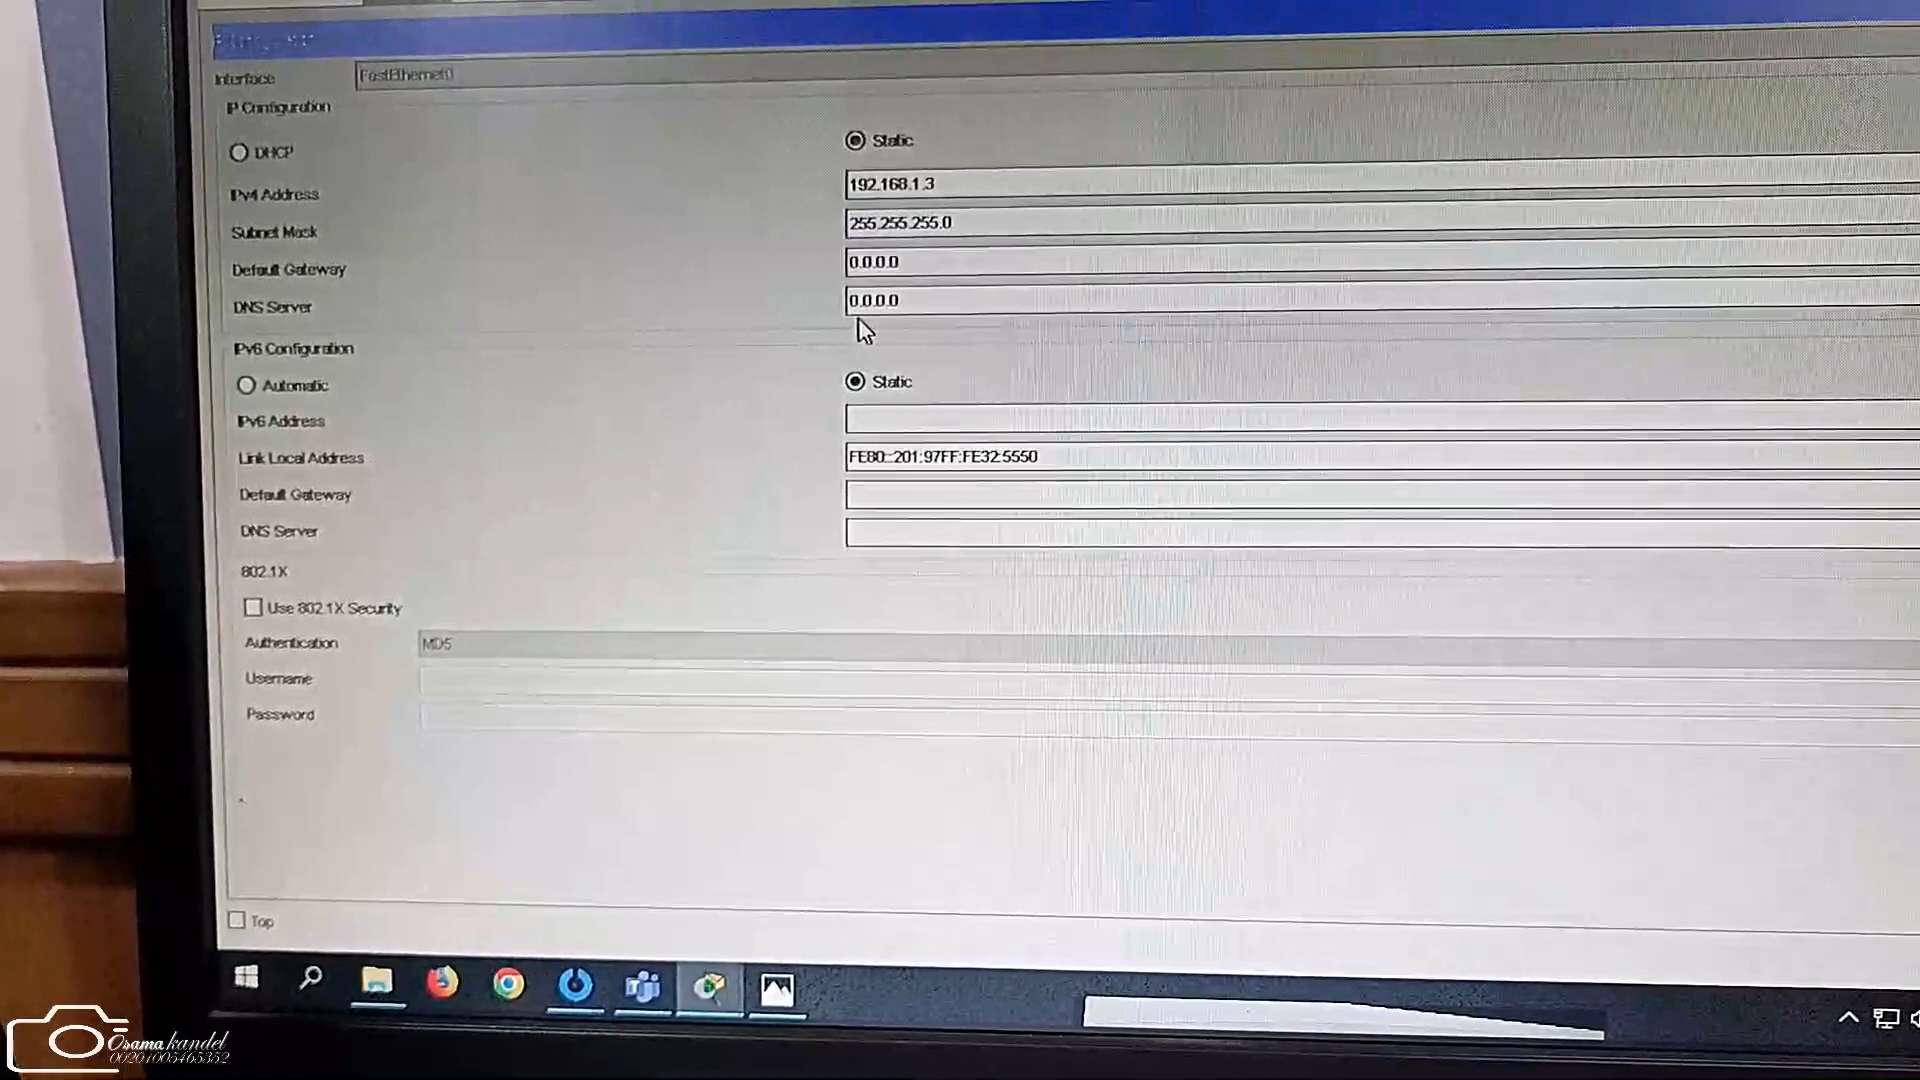 Interface FastEthernet0
IP Configuration
DHCP Static
IPv4 Address 192.168.1.3
Subnet Mask 255.255.255.0
Default Gateway 0.0.0.0
DNS Server 0.0.0.0
IPv6 Configuration
Automatic Static
IPv6 Address
Link Local Address FE80::201:97FF:FE32:5550
Default Gateway
DNS Server
802.1X
Use 802.1X Security
Authentication MD5
Username
Password
Top
Osama kandel
00201005465352